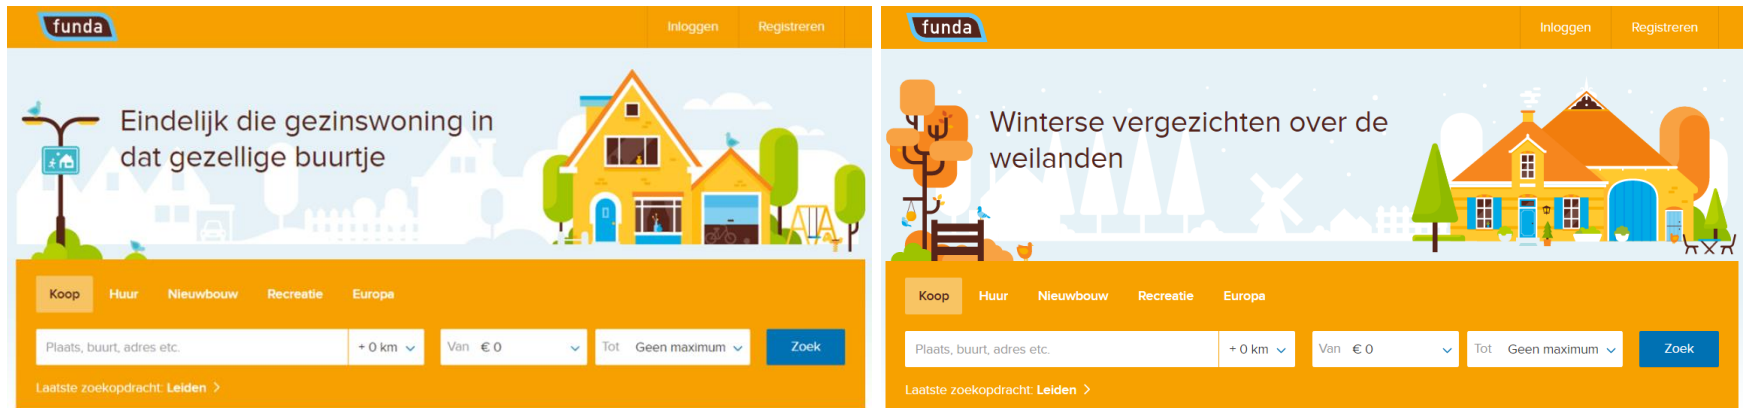 funda
Inloggen Registreren
Eindelijk die gezinswoning in
dat gezellige buurtje
Koop Huur Nieuwbouw Recreatie Europa
Plaats, buurt, adres etc. + 0 km Van € 0 Tot Geen maximum Zoek
Laatste zoekopdracht: Leiden >
funda
Inloggen Registreren
Winterse vergezichten over de
weilanden
Koop Huur Nieuwbouw Recreatie Europa
Plaats, buurt, adres etc. + 0 km Van € 0 Tot Geen maximum Zoek
Laatste zoekopdracht: Leiden >